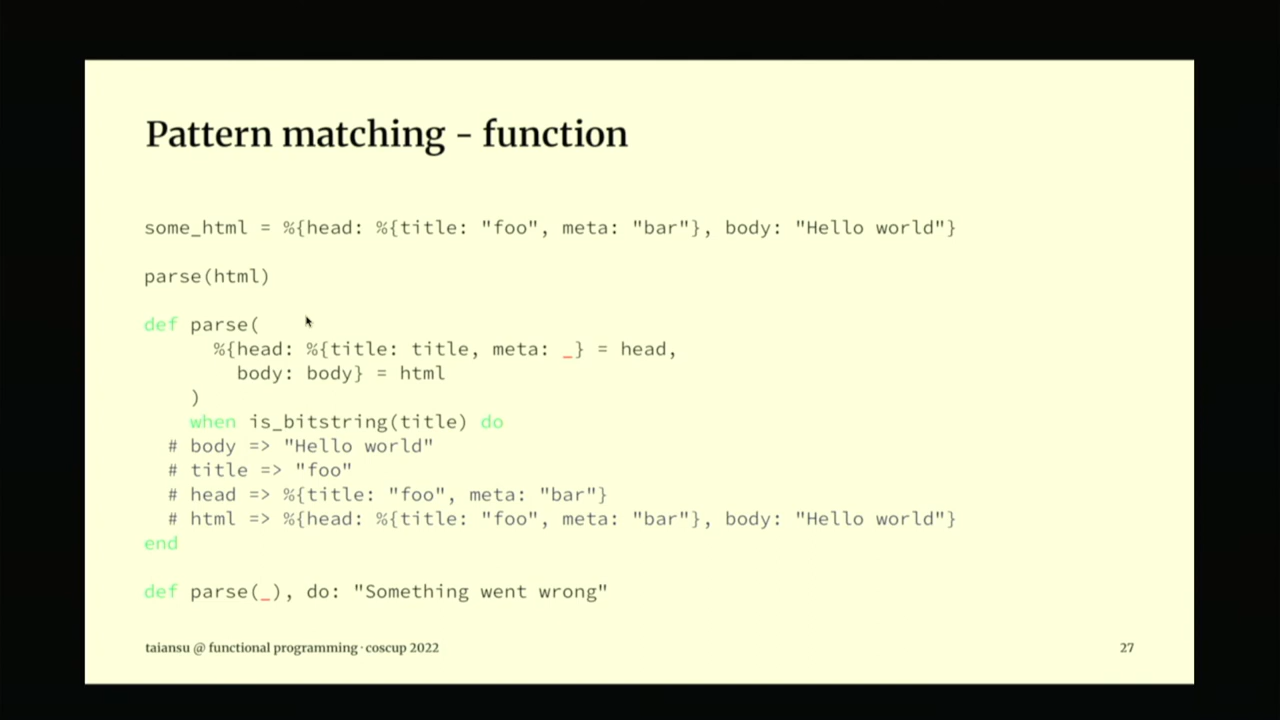 Pattern matching - function
some_html = %{head: %{title: "foo", meta: "bar"}, body: "Hello world"}
parse(html)
def parse(
%{head: %{title: title, meta: _} = head,
body: body} = html
)
when is_bitstring(title) do
# body => "Hello world"
# title => "foo"
# head => %{title: "foo", meta: "bar"}
# html => %{head: %{title: "foo", meta: "bar"}, body: "Hello world"}
end
def parse(_), do: "Something went wrong"
taiansu @ functional programming · coscup 2022
27